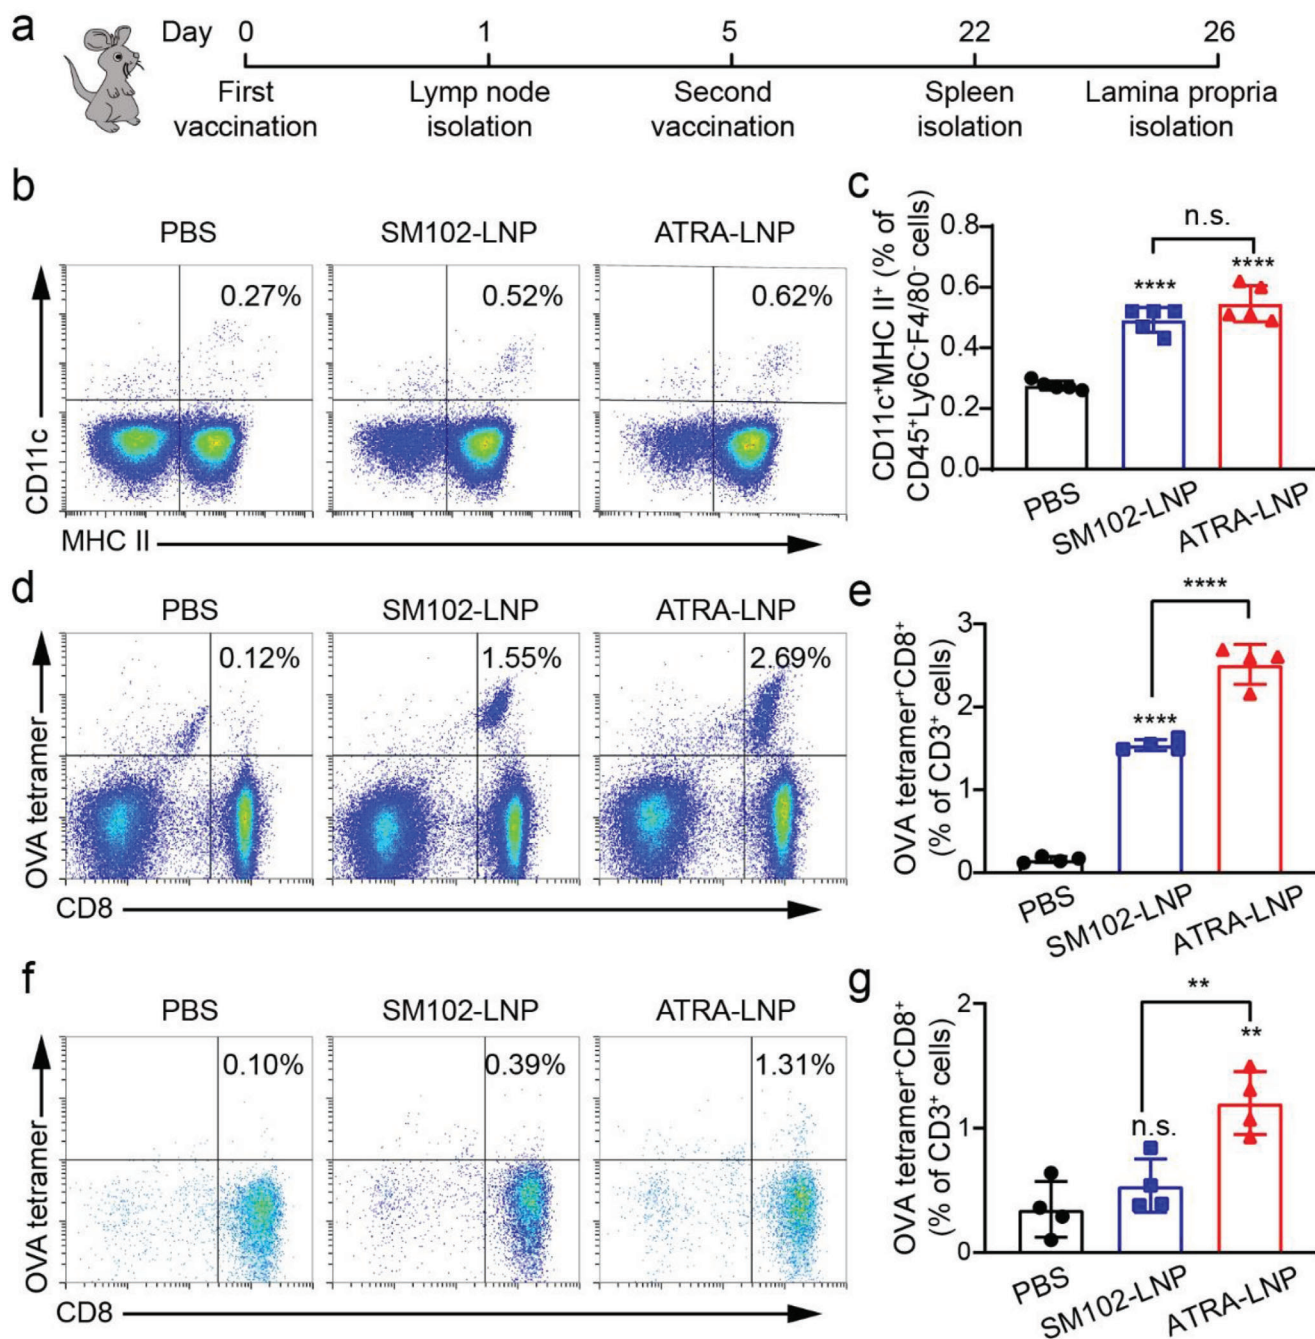 a
Day 0 1 5 22 26
First vaccination
Lymp node isolation
Second vaccination
Spleen isolation
Lamina propria isolation
b
PBS SM102-LNP ATRA-LNP
0.27% 0.52% 0.62%
CD11c
MHC II
c
n.s.
**** ****
0.8
0.6
0.4
0.2
0.0
CD11c⁺MHC II⁺ (% of
CD45⁺Ly6C⁻F4/80⁻ cells)
PBS SM102-LNP ATRA-LNP
d
PBS SM102-LNP ATRA-LNP
0.12% 1.55% 2.69%
OVA tetramer
CD8
e
****
****
3
2
1
0
OVA tetramer⁺CD8⁺
(% of CD3⁺ cells)
PBS SM102-LNP ATRA-LNP
f
PBS SM102-LNP ATRA-LNP
0.10% 0.39% 1.31%
OVA tetramer
CD8
g
**
**
n.s.
2
1
0
OVA tetramer⁺CD8⁺
(% of CD3⁺ cells)
PBS SM102-LNP ATRA-LNP